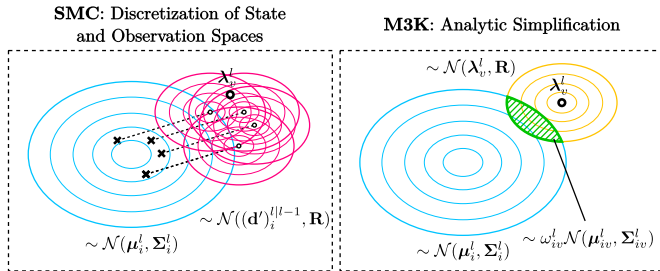 SMC: Discretization of State
and Observation Spaces
M3K: Analytic Simplification
λ_v^l
∼ N((d′)_i^{l|l−1}, R)
∼ N(μ_i^l, Σ_i^l)
∼ N(λ_v^l, R)
λ_v^l
∼ ω_{iv}^l N(μ_{iv}^l, Σ_{iv}^l)
∼ N(μ_i^l, Σ_i^l)